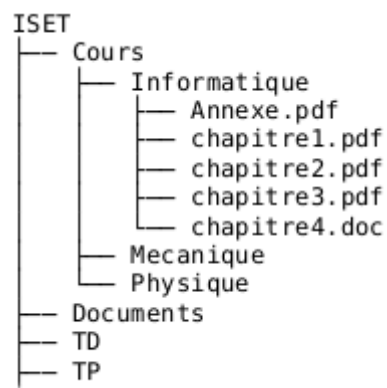 ISET
Cours
Informatique
Annexe.pdf
chapitre1.pdf
chapitre2.pdf
chapitre3.pdf
chapitre4.doc
Mecanique
Physique
Documents
TD
TP